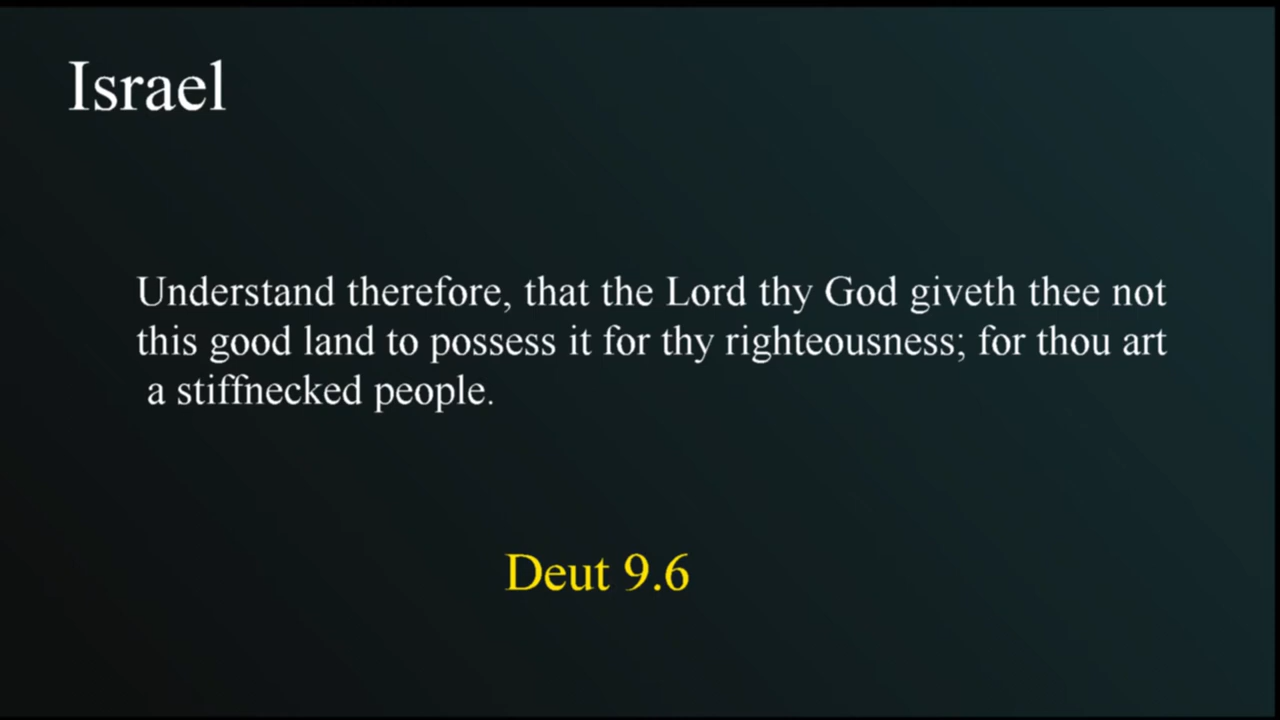 Israel
Understand therefore, that the Lord thy God giveth thee not
this good land to possess it for thy righteousness; for thou art
a stiffnecked people.
Deut 9.6